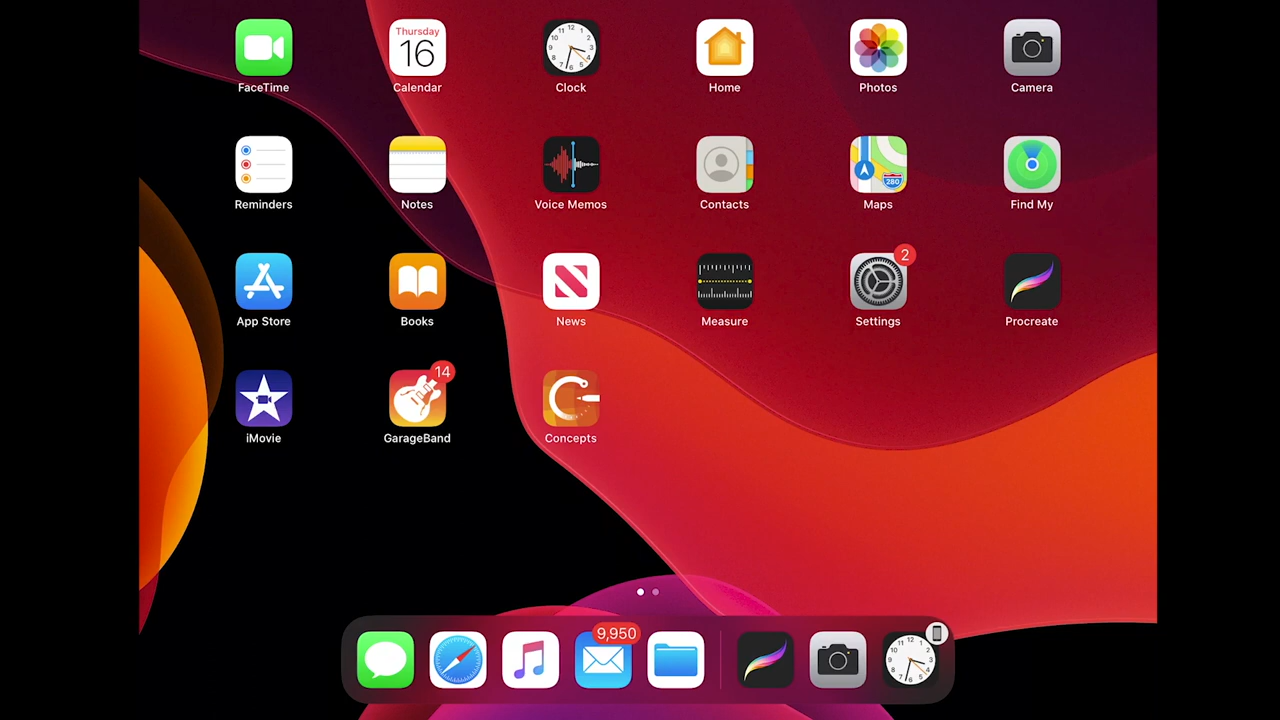 Thursday
16
FaceTime
Calendar
Clock
Home
Photos
Camera
280
Reminders
Notes
Voice Memos
Contacts
Maps
Find My
2
App Store
Books
News
Measure
Settings
Procreate
14
iMovie
GarageBand
Concepts
9,950